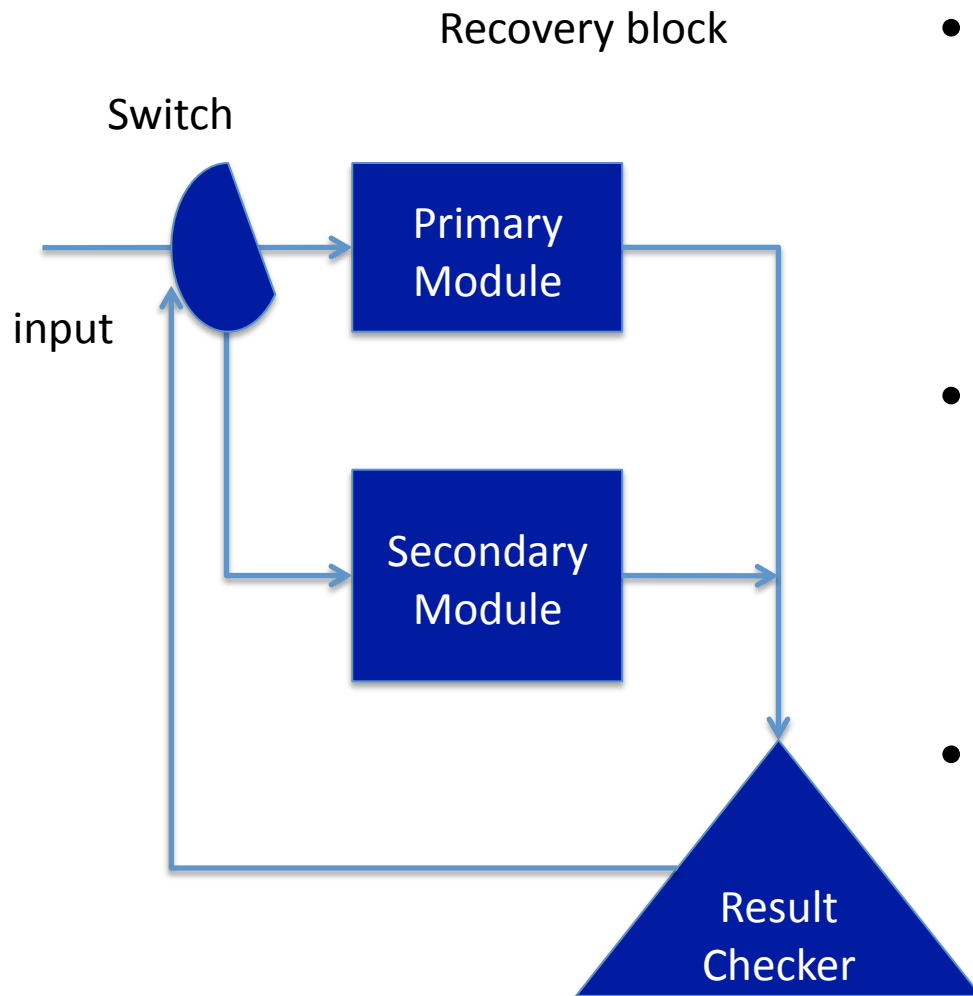 Recovery block
Switch
Primary
Module
input
Secondary
Module
Result
Checker